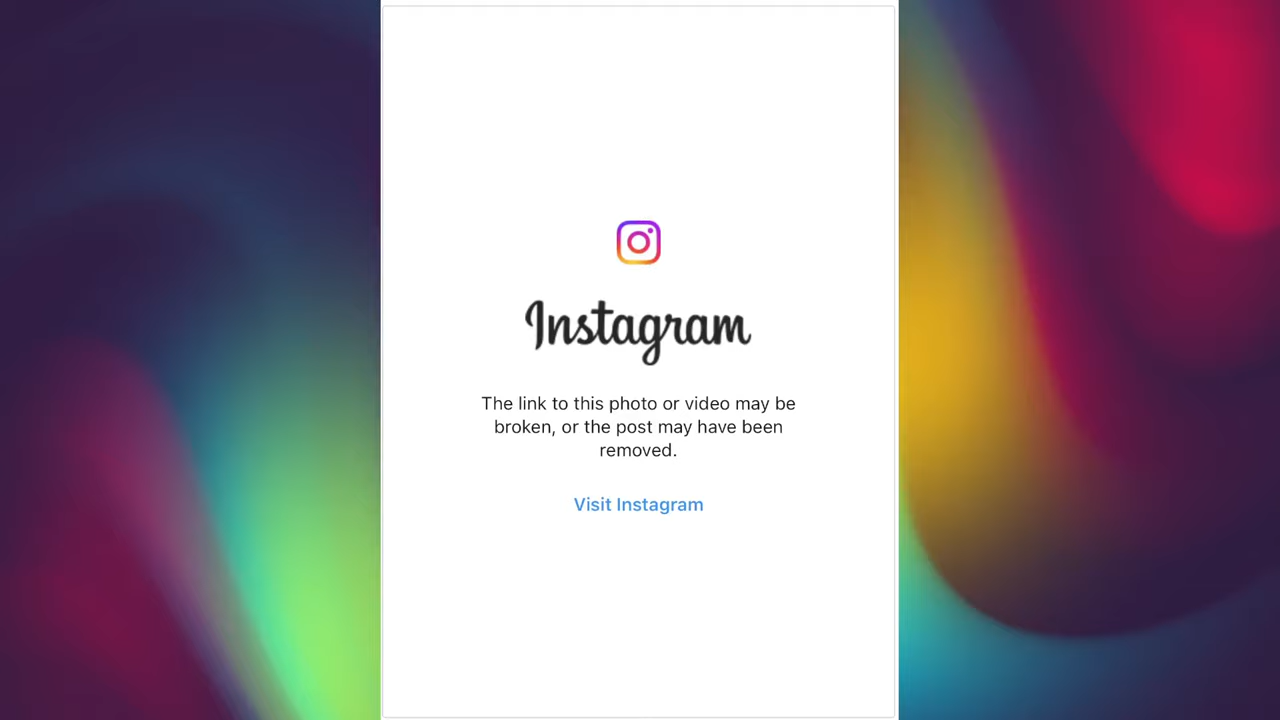 Instagram
The link to this photo or video may be
broken, or the post may have been
removed.
Visit Instagram